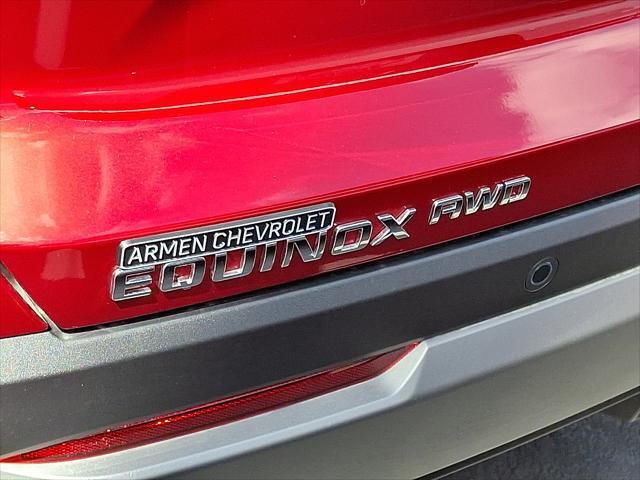 ARMEN CHEVROLET
EQUINOX AWD